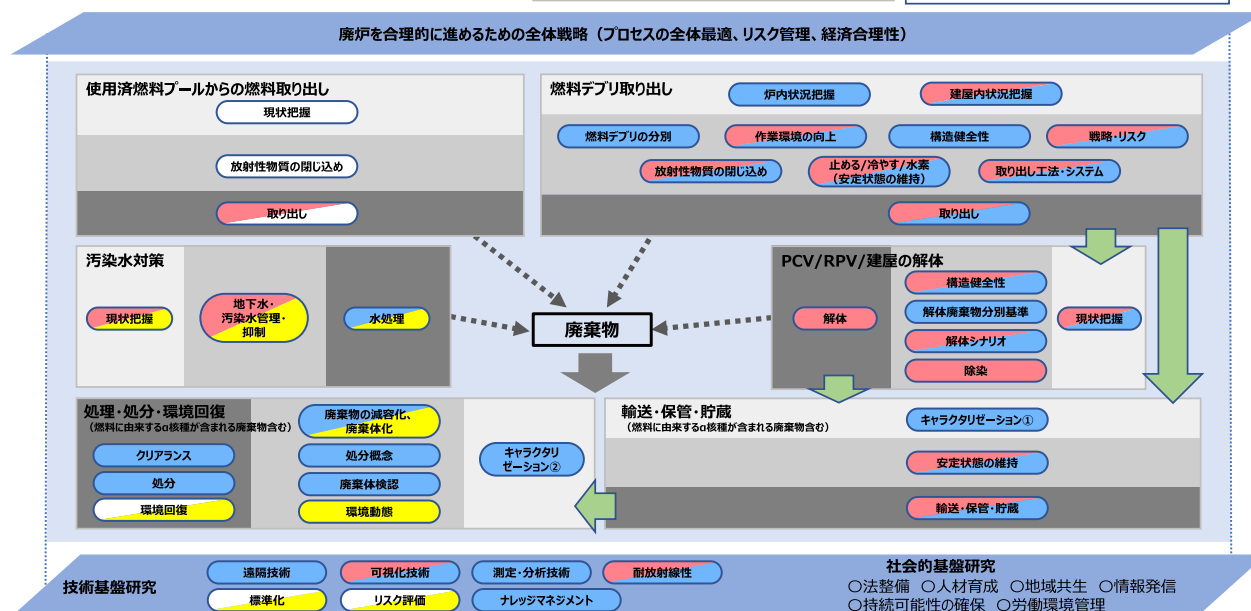 廃炉を合理的に進めるための全体戦略（プロセスの全体最適、リスク管理、経済合理性）
使用済燃料プールからの燃料取り出し
現状把握
放射性物質の閉じ込め
取り出し
燃料デブリ取り出し
炉内状況把握
建屋内状況把握
燃料デブリの分別
作業環境の向上
構造健全性
戦略・リスク
放射性物質の閉じ込め
止める/冷やす/水素
（安定状態の維持）
取り出し工法・システム
取り出し
汚染水対策
現状把握
地下水・
汚染水管理・
抑制
水処理
廃棄物
PCV/RPV/建屋の解体
解体
構造健全性
解体廃棄物分別基準
解体シナリオ
除染
現状把握
処理・処分・環境回復
（燃料に由来するα核種が含まれる廃棄物含む）
クリアランス
処分
環境回復
廃棄物の減容化、
廃棄体化
処分概念
廃棄体検認
環境動態
キャラクタリ
ゼーション②
輸送・保管・貯蔵
（燃料に由来するα核種が含まれる廃棄物含む）
キャラクタリゼーション①
安定状態の維持
輸送・保管・貯蔵
技術基盤研究
遠隔技術
可視化技術
測定・分析技術
耐放射線性
標準化
リスク評価
ナレッジマネジメント
社会的基盤研究
〇法整備 〇人材育成 〇地域共生 〇情報発信
〇持続可能性の確保 〇労働環境管理